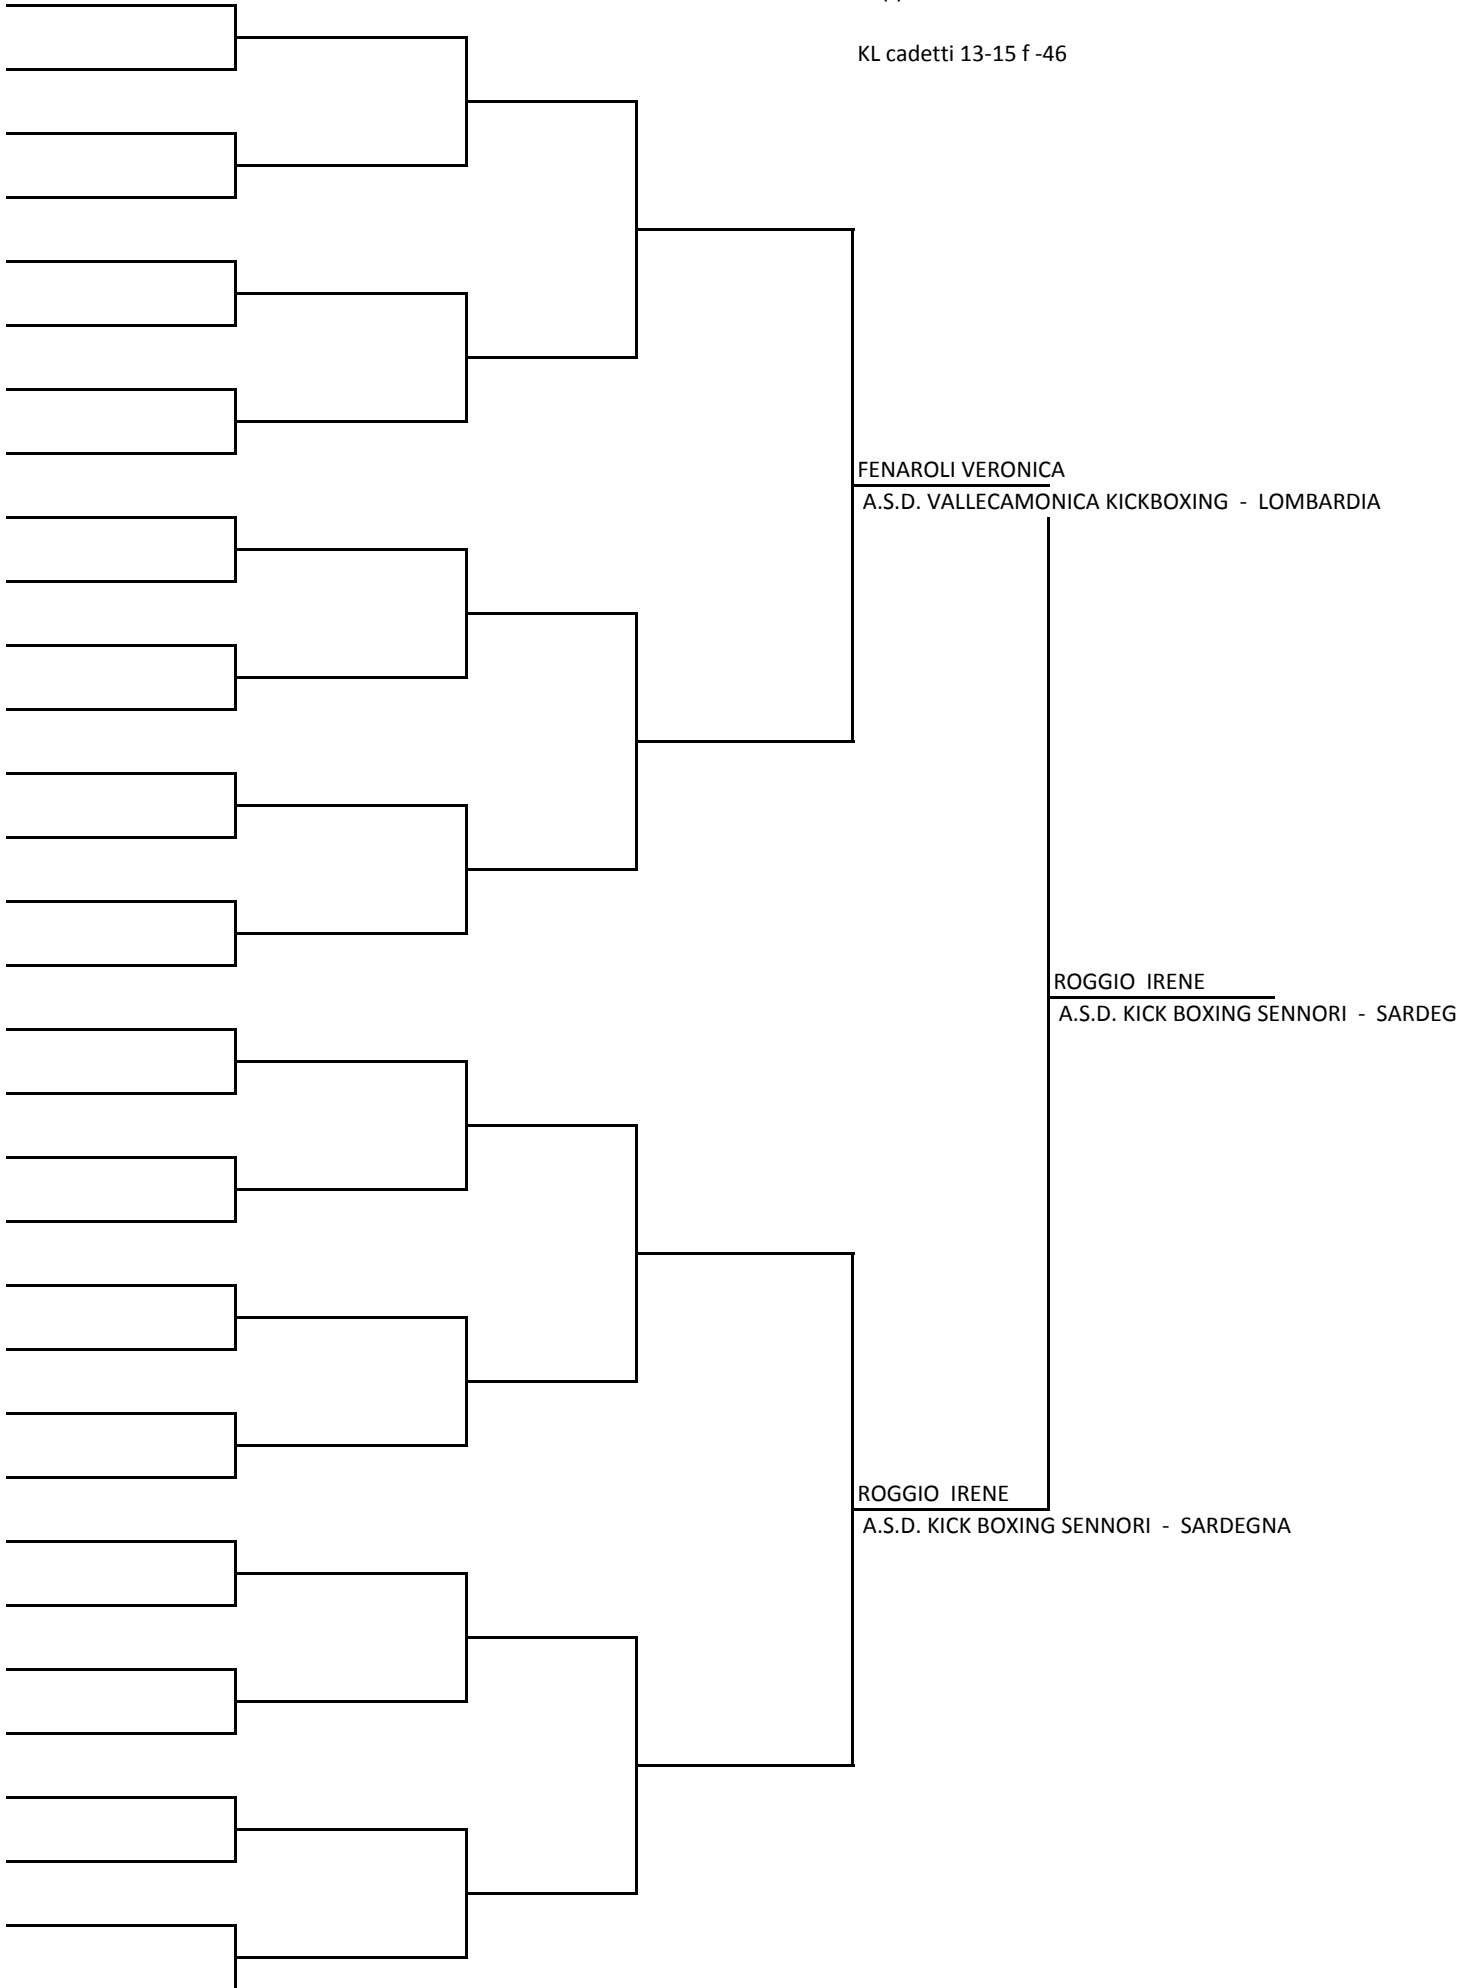 KL cadetti 13-15 f -46
FENAROLI VERONICA
A.S.D. VALLECAMONICA KICKBOXING - LOMBARDIA
ROGGIO IRENE
A.S.D. KICK BOXING SENNORI - SARDEG
ROGGIO IRENE
A.S.D. KICK BOXING SENNORI - SARDEGNA